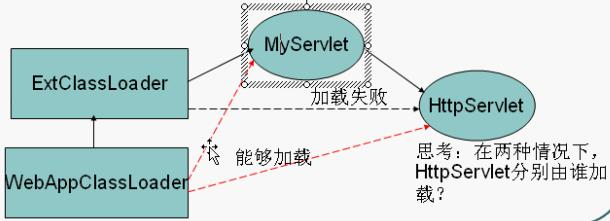 MyServlet
ExtClassLoader
加载失败
HttpServlet
能够加载
WebAppClassLoader
思考：在两种情况下，
HttpServlet分别由谁加
载？